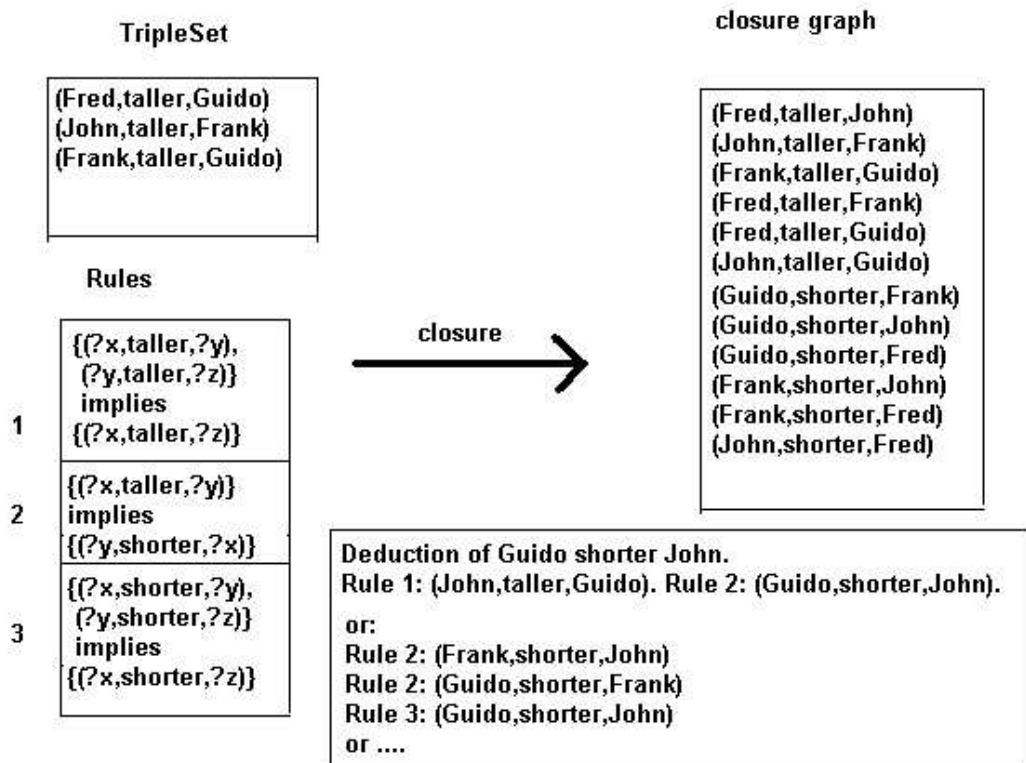 TripleSet
(Fred,taller,Guido)
(John,taller,Frank)
(Frank,taller,Guido)
Rules
1
{(?x,taller,?y),
(?y,taller,?z)}
implies
{(?x,taller,?z)}
2
{(?x,taller,?y)}
implies
{(?y,shorter,?x)}
3
{(?x,shorter,?y),
(?y,shorter,?z)}
implies
{(?x,shorter,?z)}
closure
closure graph
(Fred,taller,John)
(John,taller,Frank)
(Frank,taller,Guido)
(Fred,taller,Frank)
(Fred,taller,Guido)
(John,taller,Guido)
(Guido,shorter,Frank)
(Guido,shorter,John)
(Guido,shorter,Fred)
(Frank,shorter,John)
(Frank,shorter,Fred)
(John,shorter,Fred)
Deduction of Guido shorter John.
Rule 1: (John,taller,Guido). Rule 2: (Guido,shorter,John).
or:
Rule 2: (Frank,shorter,John)
Rule 2: (Guido,shorter,Frank)
Rule 3: (Guido,shorter,John)
or ....